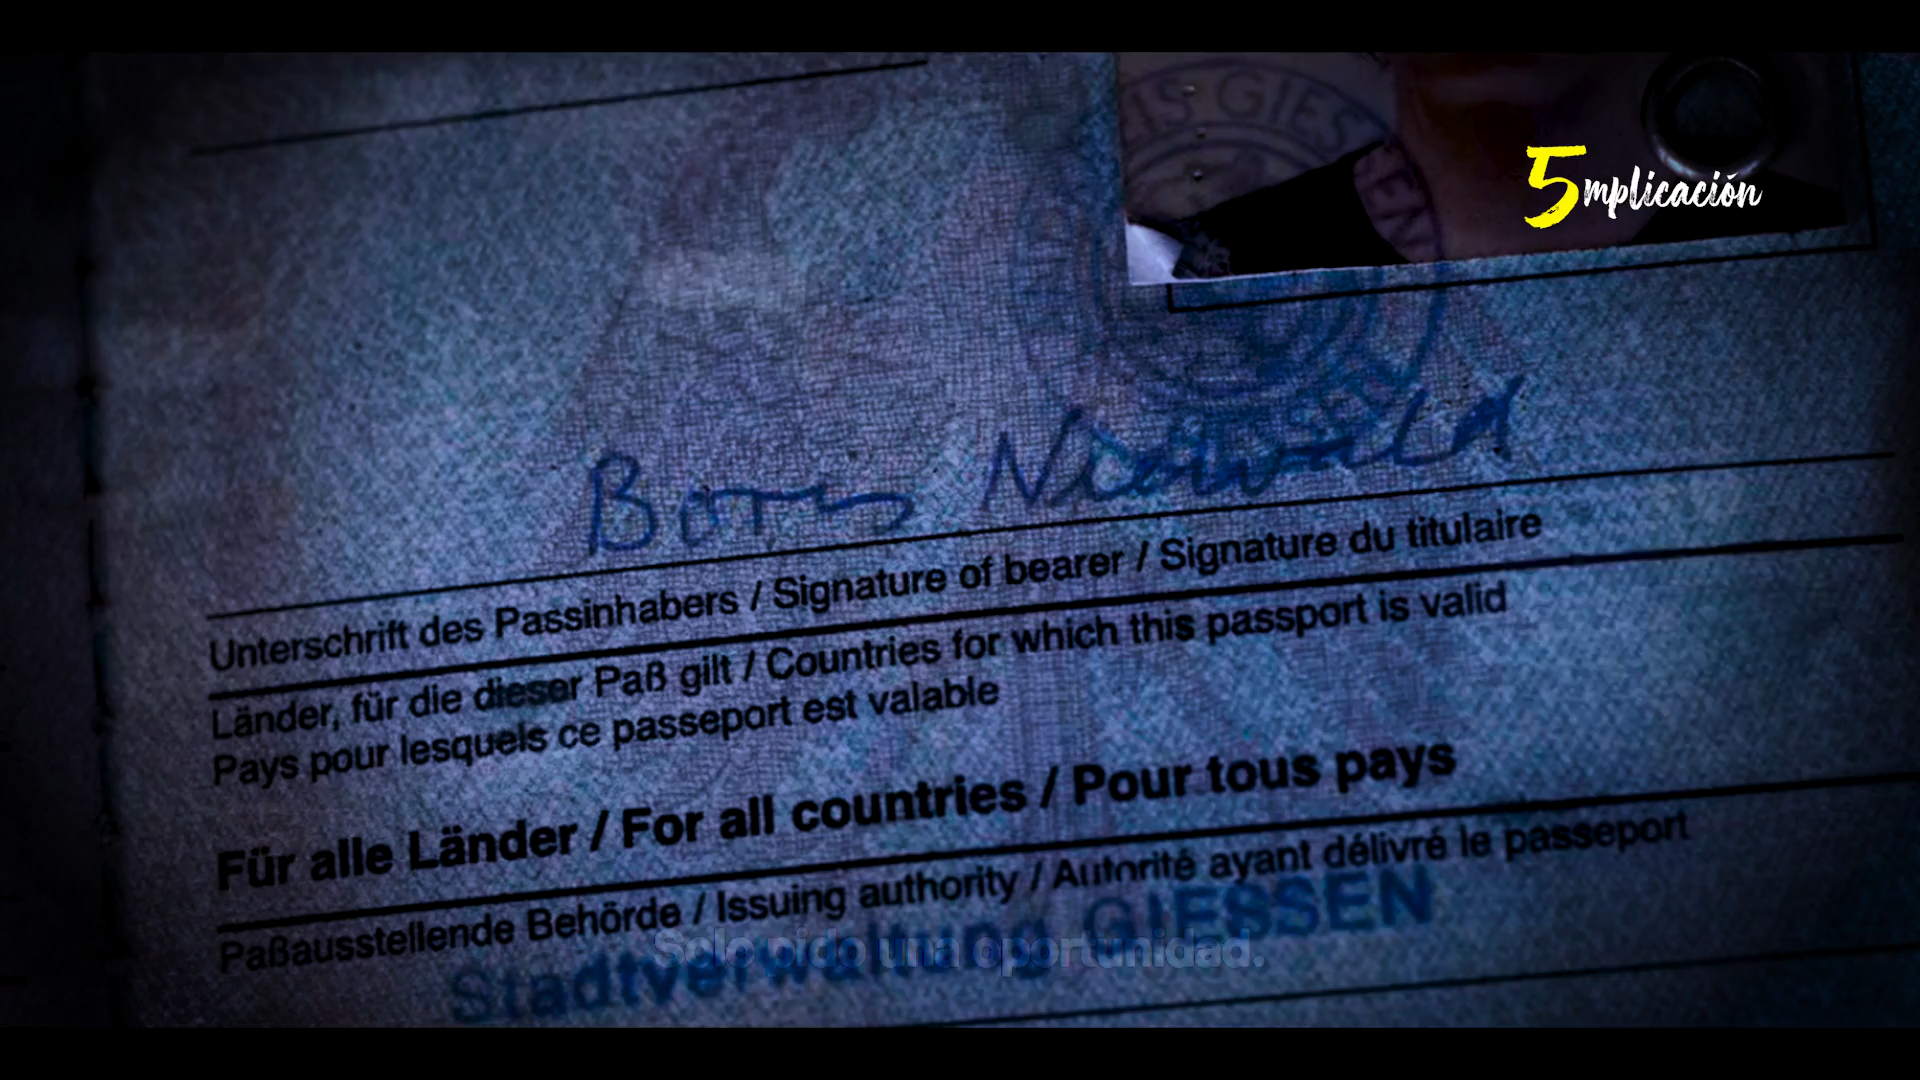 5mplicación
Boris Niewald
Unterschrift des Passinhabers / Signature of bearer / Signature du titulaire
Länder, für die dieser Paß gilt / Countries for which this passport is valid
Pays pour lesquels ce passeport est valable
Für alle Länder / For all countries / Pour tous pays
Paßausstellende Behörde / Issuing authority / Autorité ayant délivré le passeport
Stadtverwaltung GIESSEN
Solo pido una oportunidad.